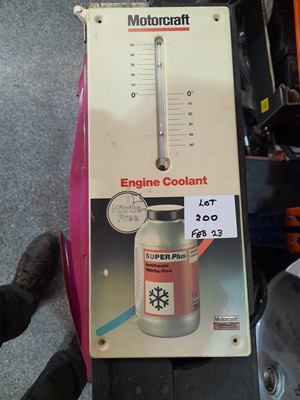 Motorcraft
0°
0°
Engine Coolant
Nitrite-
Free
LOT
200
FEB 23
SUPER Plus
Antifreeze
Nitrite-Free
Motorcraft